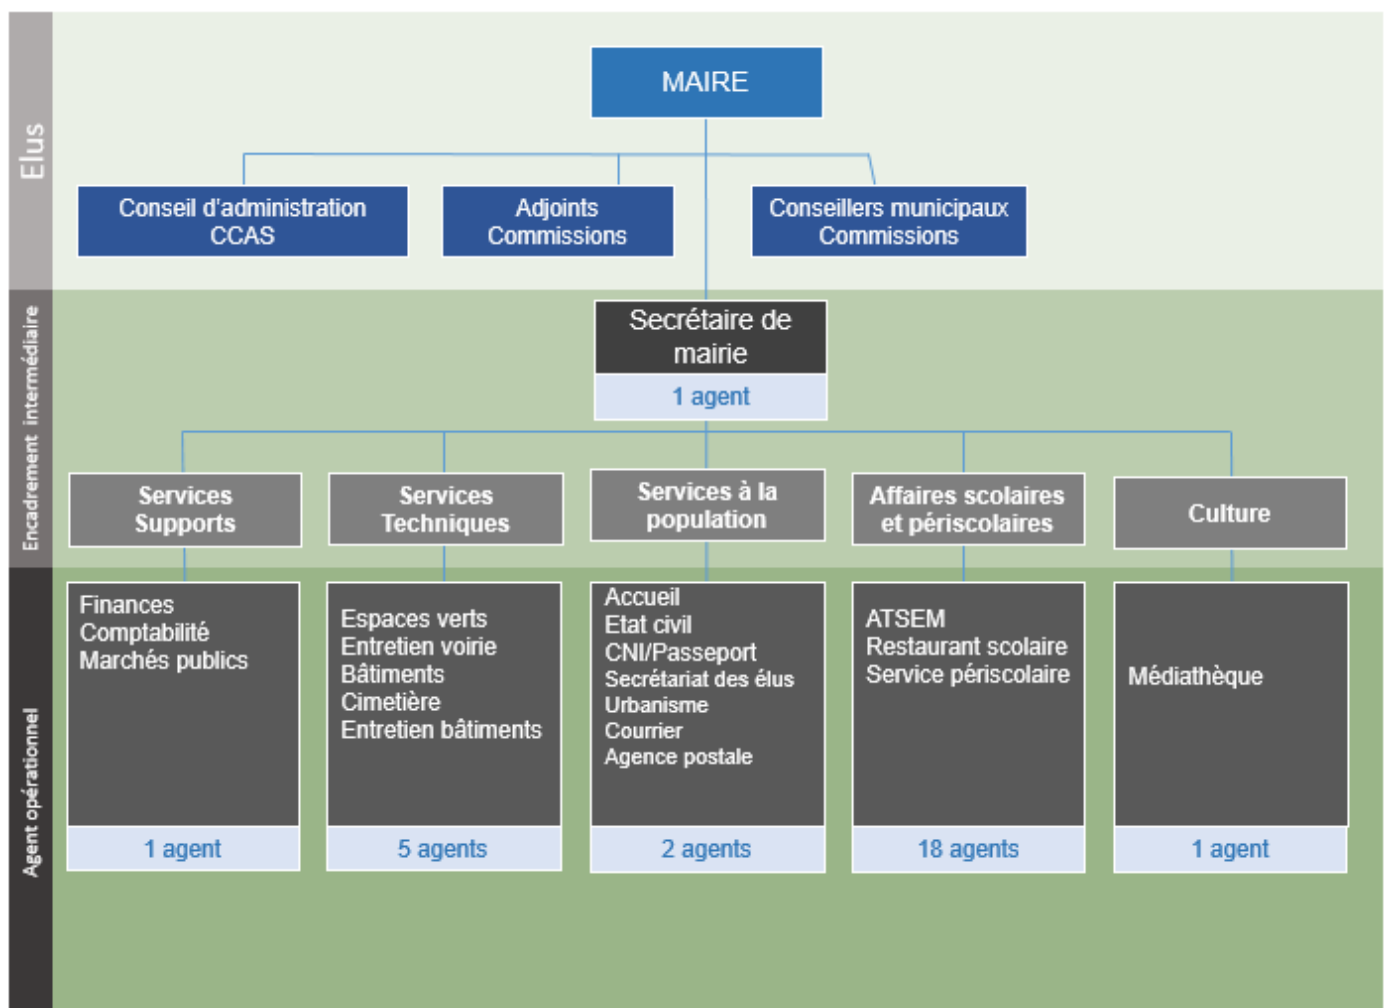 Elus
MAIRE
Conseil d'administration
CCAS
Adjoints
Commissions
Conseillers municipaux
Commissions
Encadrement intermédiaire
Secrétaire de
mairie
1 agent
Services
Supports
Services
Techniques
Services à la
population
Affaires scolaires
et périscolaires
Culture
Agent opérationnel
Finances
Comptabilité
Marchés publics
1 agent
Espaces verts
Entretien voirie
Bâtiments
Cimetière
Entretien bâtiments
5 agents
Accueil
Etat civil
CNI/Passeport
Secrétariat des élus
Urbanisme
Courrier
Agence postale
2 agents
ATSEM
Restaurant scolaire
Service périscolaire
18 agents
Médiathèque
1 agent